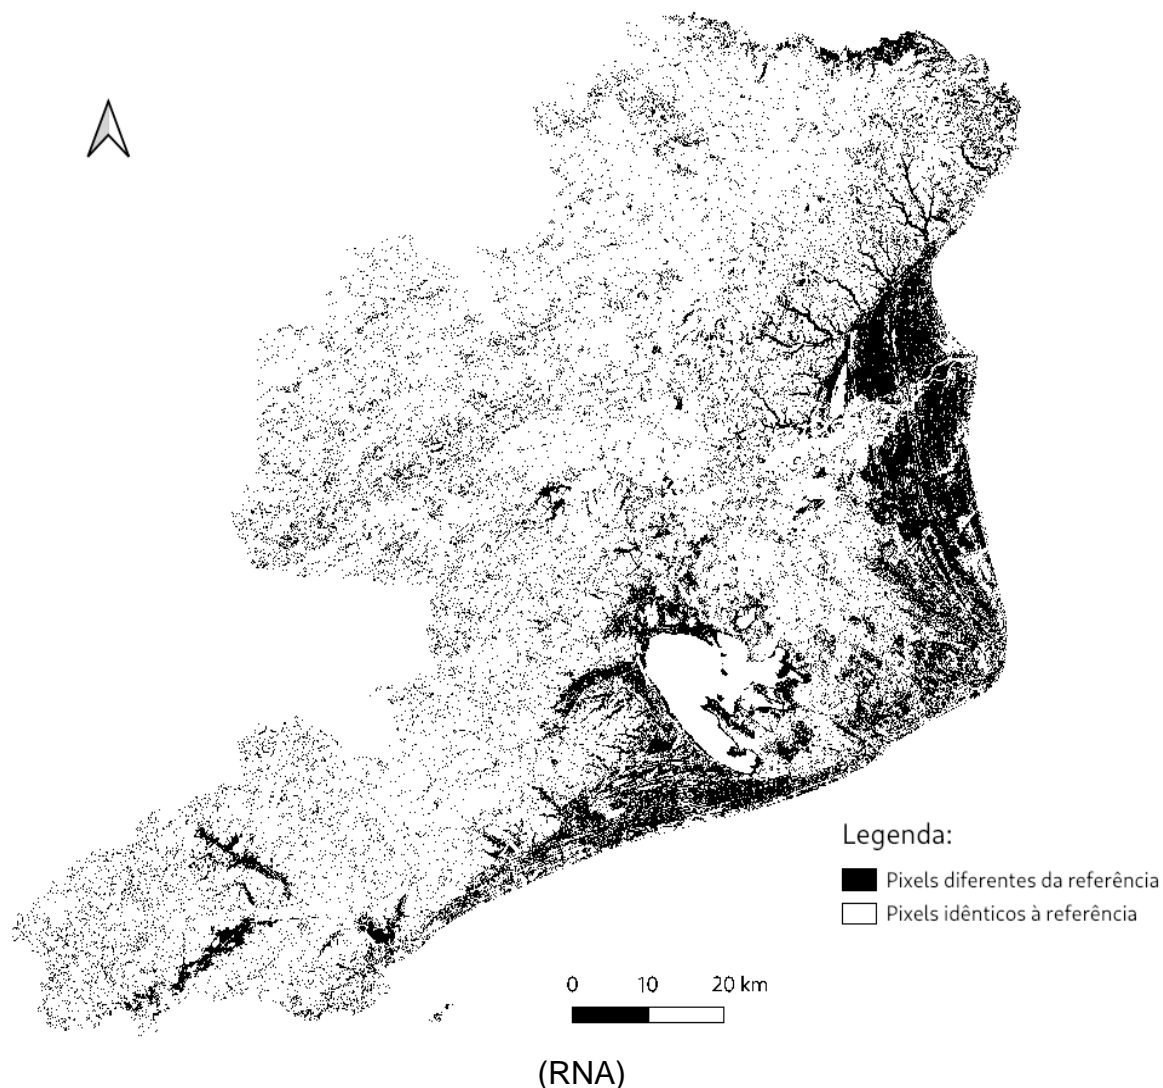 Legenda:
Pixels diferentes da referência
Pixels idênticos à referência
0 10 20 km
(RNA)